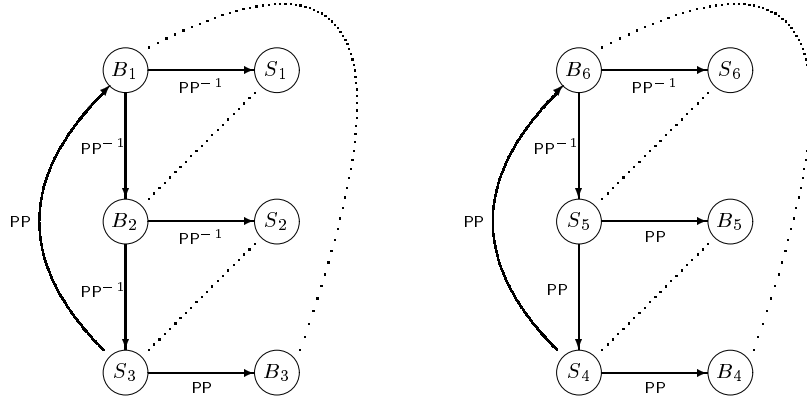 B₁ S₁ B₆ S₆
PP⁻¹ PP⁻¹
PP⁻¹ PP⁻¹
PP B₂ S₂ PP S₅ B₅
PP⁻¹ PP
PP⁻¹ PP
S₃ B₃ S₄ B₄
PP PP